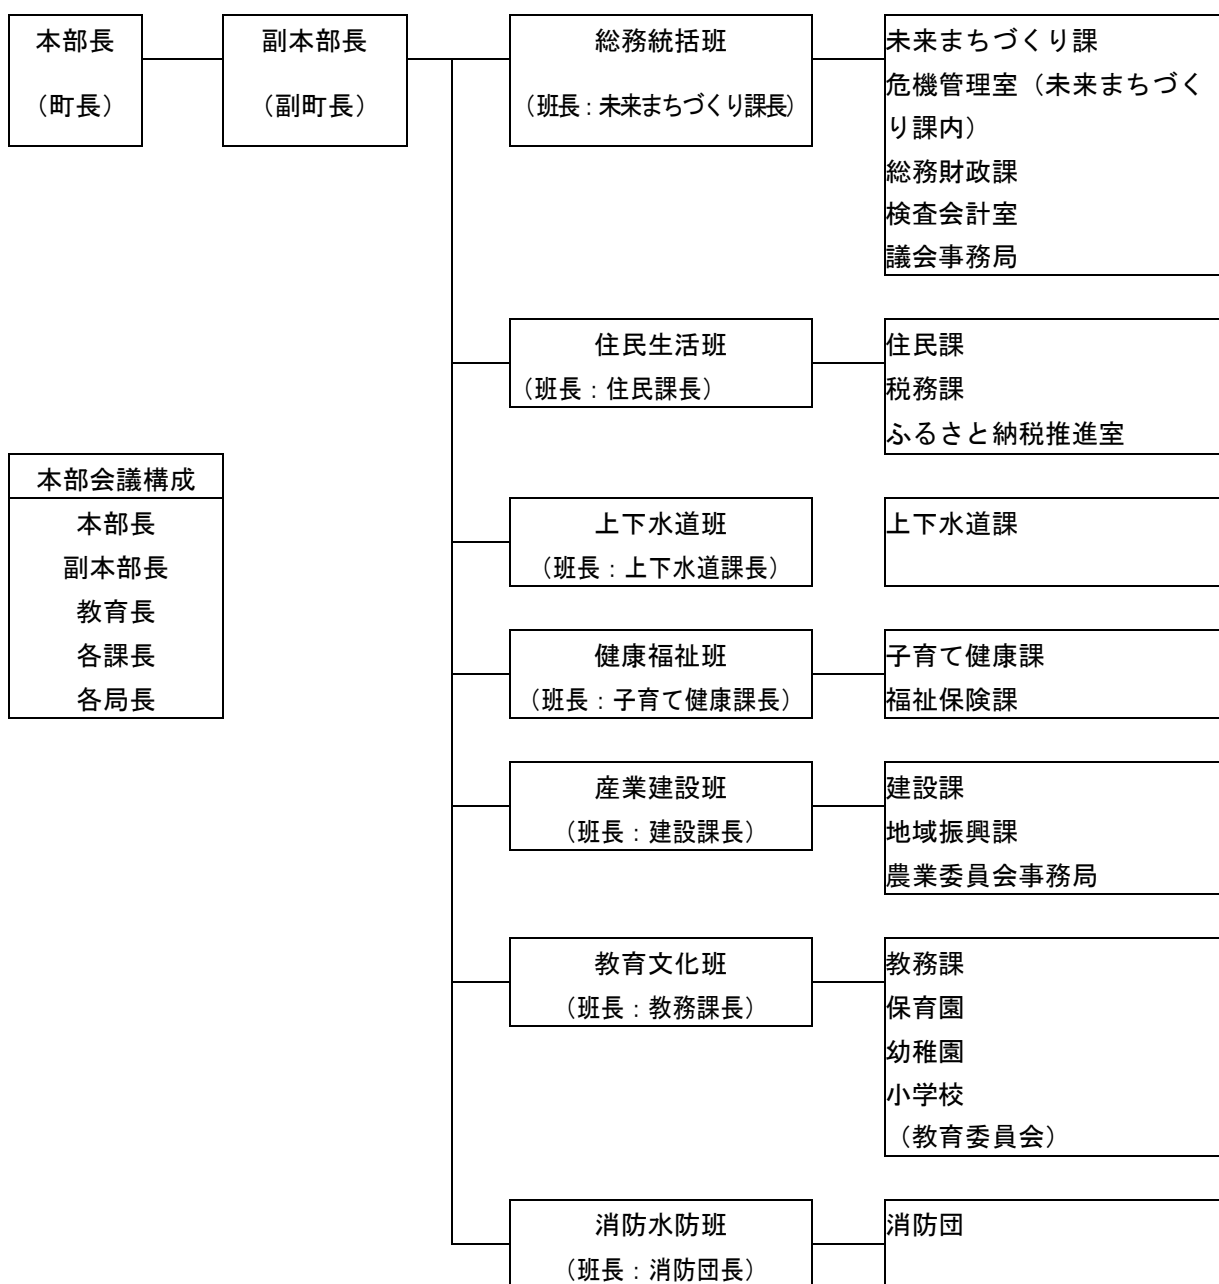 本部長
（町長）
副本部長
（副町長）
総務統括班
（班長：未来まちづくり課長）
未来まちづくり課
危機管理室（未来まちづく
り課内）
総務財政課
検査会計室
議会事務局
住民生活班
（班長：住民課長）
住民課
税務課
ふるさと納税推進室
本部会議構成
本部長
副本部長
教育長
各課長
各局長
上下水道班
（班長：上下水道課長）
上下水道課
健康福祉班
（班長：子育て健康課長）
子育て健康課
福祉保険課
産業建設班
（班長：建設課長）
建設課
地域振興課
農業委員会事務局
教育文化班
（班長：教務課長）
教務課
保育園
幼稚園
小学校
（教育委員会）
消防水防班
（班長：消防団長）
消防団